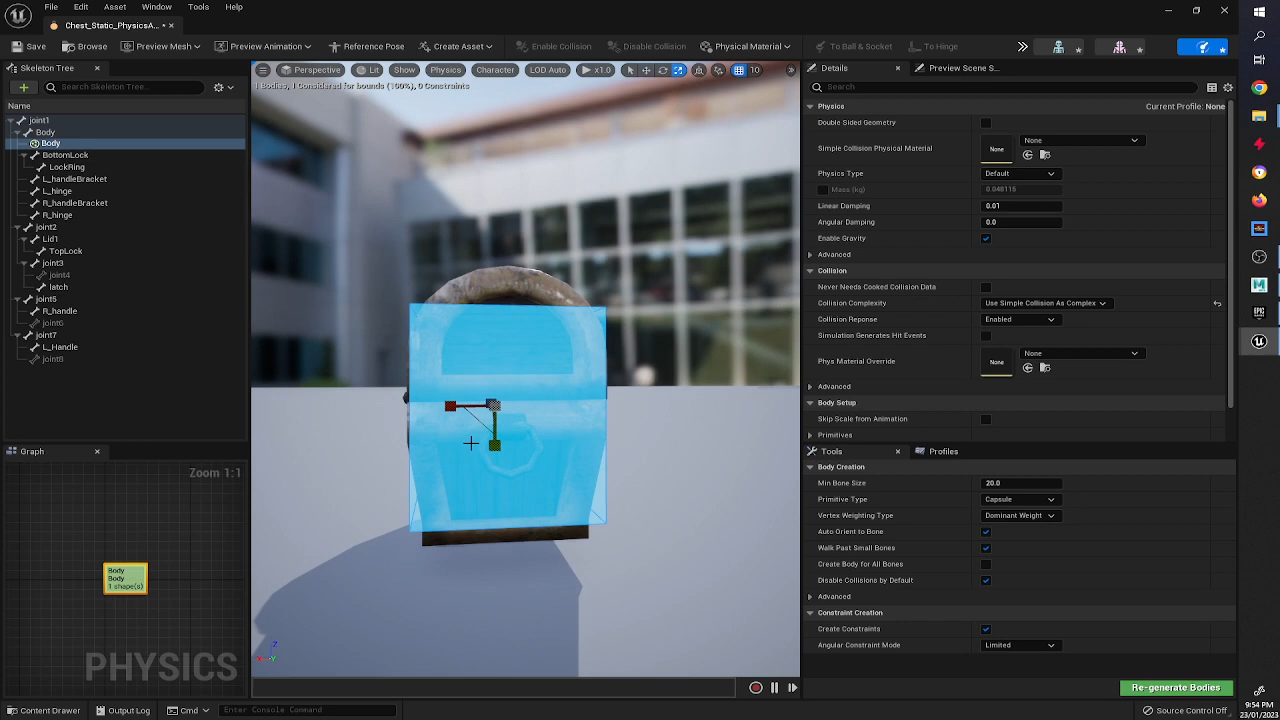 File Edit Asset Window Tools Help
Chest_Static_PhysicsA... *
Save Browse Preview Mesh Preview Animation Reference Pose Create Asset Enable Collision Disable Collision Physical Material To Ball & Socket To Hinge
Skeleton Tree
Search Skeleton Tree...
Name
joint1
Body
Body
BottomLock
LockRing
L_handleBracket
L_hinge
R_handleBracket
R_hinge
joint2
Lid1
TopLock
joint3
joint4
latch
joint5
R_handle
joint6
joint7
L_Handle
joint8
Graph
Zoom 1:1
Body
Body
1 shape(s)
PHYSICS
Perspective Lit Show Physics Character LOD Auto x1.0 10
1 Bodies, 1 Considered for bounds (100%), 0 Constraints
Z
X Y
Details Preview Scene S...
Search
Physics Current Profile: None
Double Sided Geometry
Simple Collision Physical Material None None
Physics Type Default
Mass (kg) 0.048115
Linear Damping 0.01
Angular Damping 0.0
Enable Gravity
Advanced
Collision
Never Needs Cooked Collision Data
Collision Complexity Use Simple Collision As Complex
Collision Reponse Enabled
Simulation Generates Hit Events
Phys Material Override None None
Advanced
Body Setup
Skip Scale from Animation
Primitives
Tools Profiles
Body Creation
Min Bone Size 20.0
Primitive Type Capsule
Vertex Weighting Type Dominant Weight
Auto Orient to Bone
Walk Past Small Bones
Create Body for All Bones
Disable Collisions by Default
Advanced
Constraint Creation
Create Constraints
Angular Constraint Mode Limited
Re-generate Bodies
Content Drawer Output Log Cmd Enter Console Command Source Control Off
9:54 PM